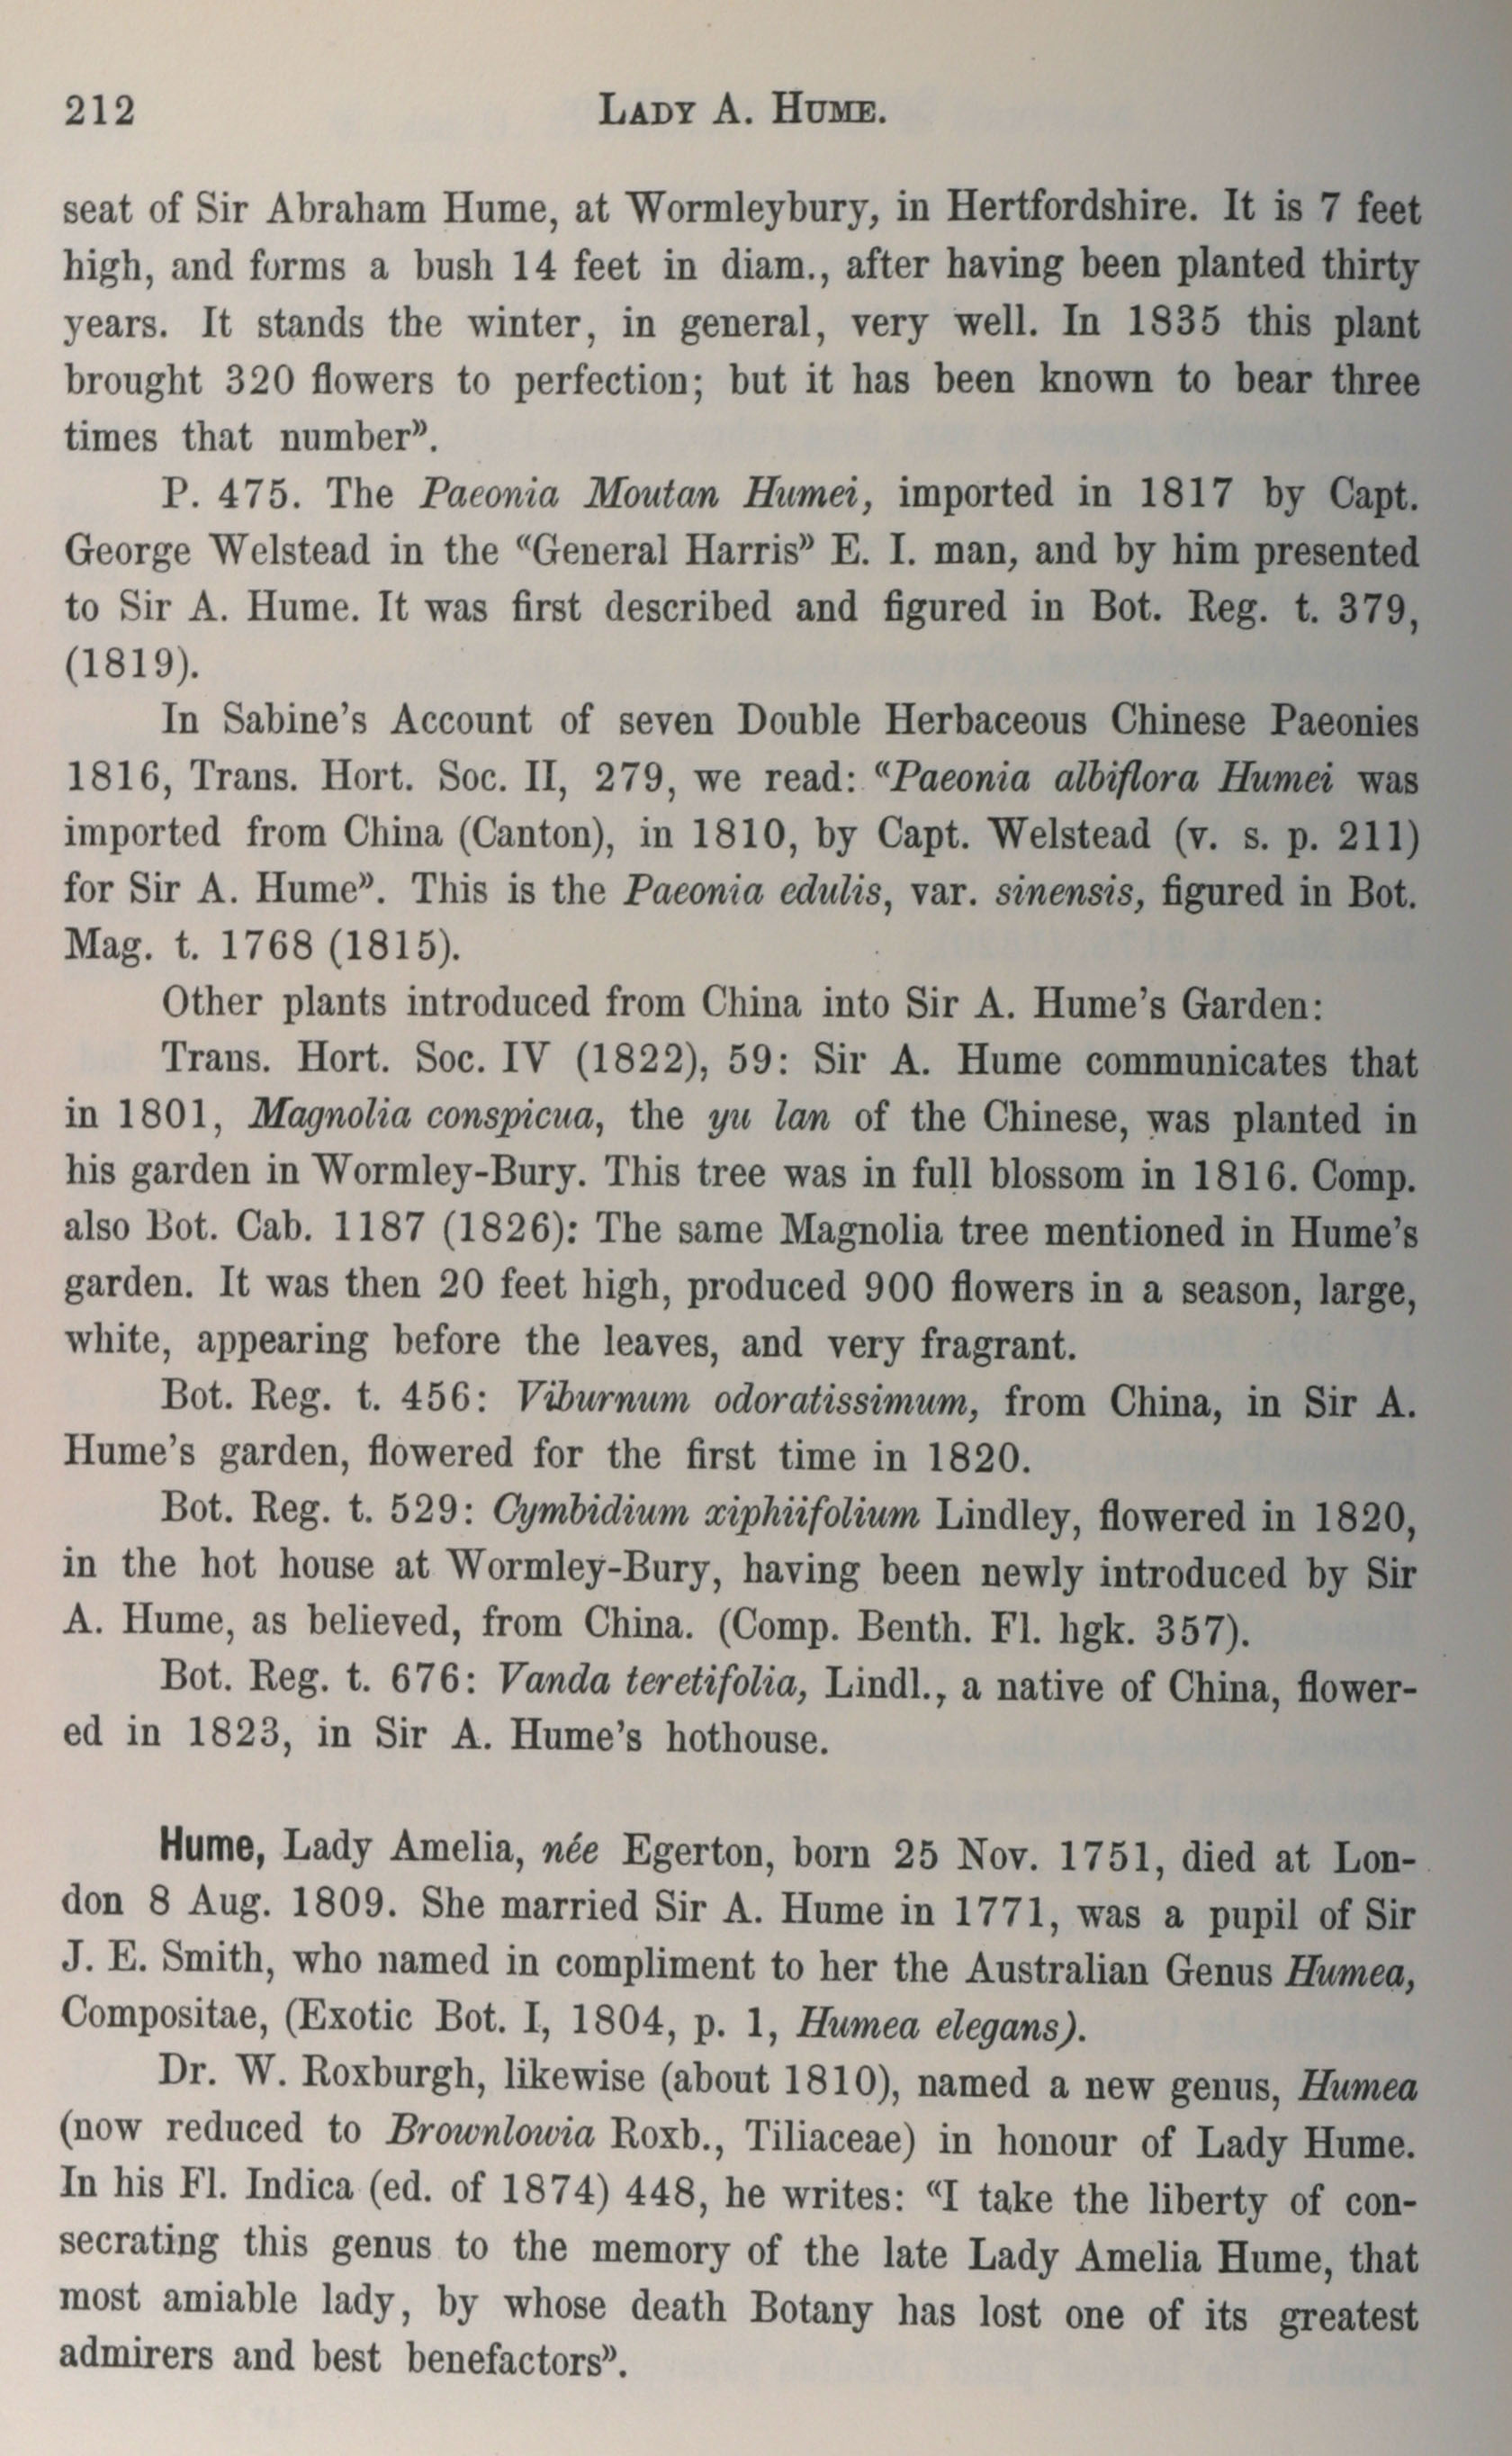 212 LADY A. HUME.
seat of Sir Abraham Hume, at Wormleybury, in Hertfordshire. It is 7 feet
high, and forms a bush 14 feet in diam., after having been planted thirty
years. It stands the winter, in general, very well. In 1835 this plant
brought 320 flowers to perfection; but it has been known to bear three
times that number”.
P. 475. The Paeonia Moutan Humei, imported in 1817 by Capt.
George Welstead in the “General Harris” E. I. man, and by him presented
to Sir A. Hume. It was first described and figured in Bot. Reg. t. 379,
(1819).
In Sabine’s Account of seven Double Herbaceous Chinese Paeonies
1816, Trans. Hort. Soc. II, 279, we read: “Paeonia albiflora Humei was
imported from China (Canton), in 1810, by Capt. Welstead (v. s. p. 211)
for Sir A. Hume”. This is the Paeonia edulis, var. sinensis, figured in Bot.
Mag. t. 1768 (1815).
Other plants introduced from China into Sir A. Hume’s Garden:
Trans. Hort. Soc. IV (1822), 59: Sir A. Hume communicates that
in 1801, Magnolia conspicua, the yu lan of the Chinese, was planted in
his garden in Wormley-Bury. This tree was in full blossom in 1816. Comp.
also Bot. Cab. 1187 (1826): The same Magnolia tree mentioned in Hume’s
garden. It was then 20 feet high, produced 900 flowers in a season, large,
white, appearing before the leaves, and very fragrant.
Bot. Reg. t. 456: Viburnum odoratissimum, from China, in Sir A.
Hume’s garden, flowered for the first time in 1820.
Bot. Reg. t. 529: Cymbidium xiphiifolium Lindley, flowered in 1820,
in the hot house at Wormley-Bury, having been newly introduced by Sir
A. Hume, as believed, from China. (Comp. Benth. Fl. hgk. 357).
Bot. Reg. t. 676: Vanda teretifolia, Lindl., a native of China, flower-
ed in 1823, in Sir A. Hume’s hothouse.
Hume, Lady Amelia, née Egerton, born 25 Nov. 1751, died at Lon-
don 8 Aug. 1809. She married Sir A. Hume in 1771, was a pupil of Sir
J. E. Smith, who named in compliment to her the Australian Genus Humea,
Compositae, (Exotic Bot. I, 1804, p. 1, Humea elegans).
Dr. W. Roxburgh, likewise (about 1810), named a new genus, Humea
(now reduced to Brownlowia Roxb., Tiliaceae) in honour of Lady Hume.
In his Fl. Indica (ed. of 1874) 448, he writes: “I take the liberty of con-
secrating this genus to the memory of the late Lady Amelia Hume, that
most amiable lady, by whose death Botany has lost one of its greatest
admirers and best benefactors”.